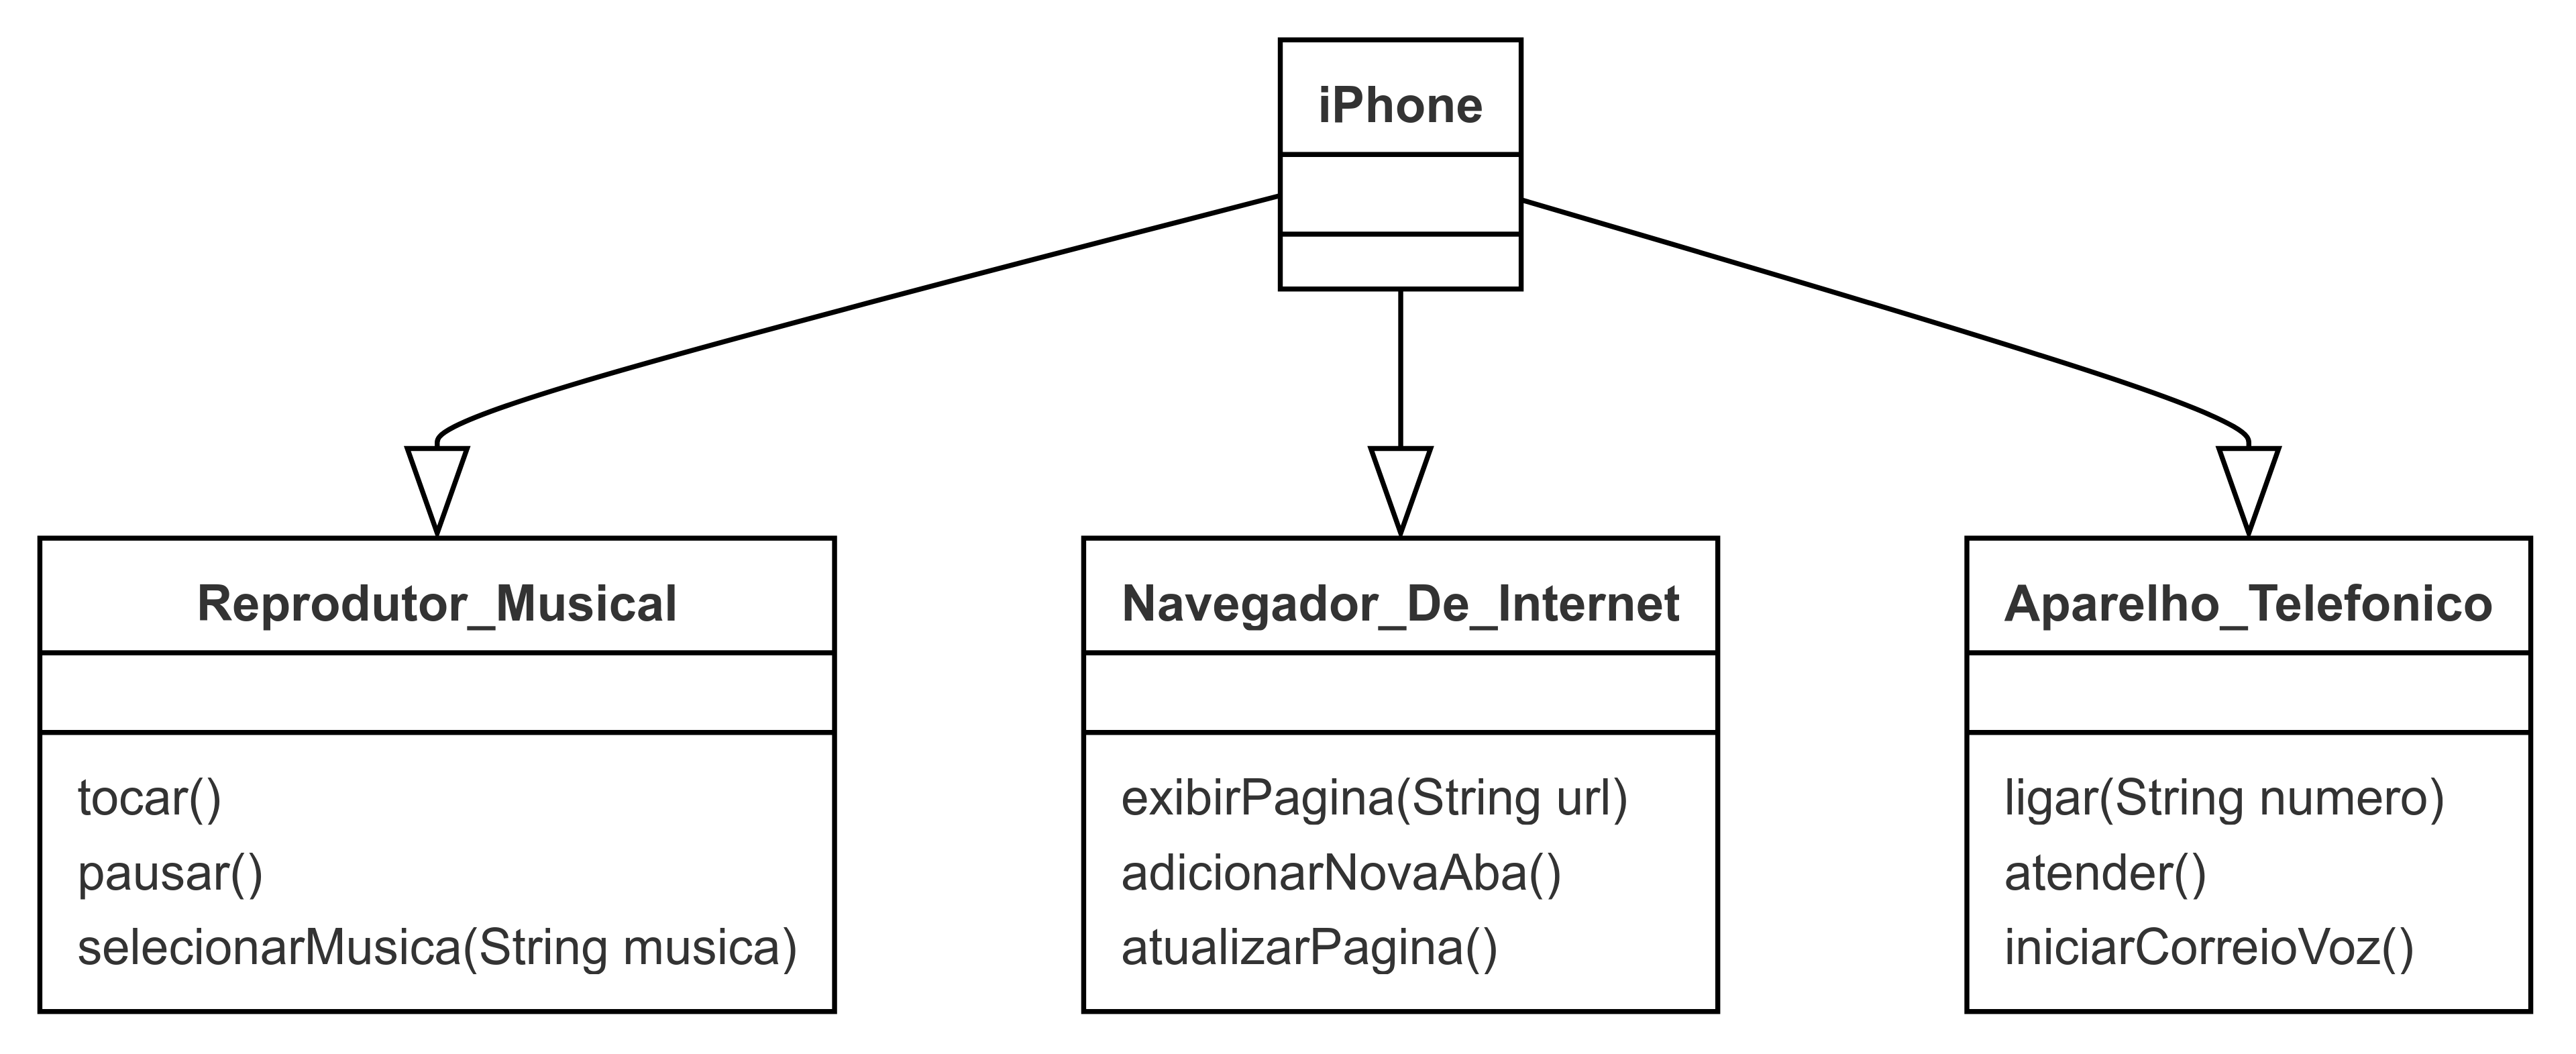 iPhone
Reprodutor_Musical
tocar()
pausar()
selecionarMusica(String musica)
Navegador_De_Internet
exibirPagina(String url)
adicionarNovaAba()
atualizarPagina()
Aparelho_Telefonico
ligar(String numero)
atender()
iniciarCorreioVoz()